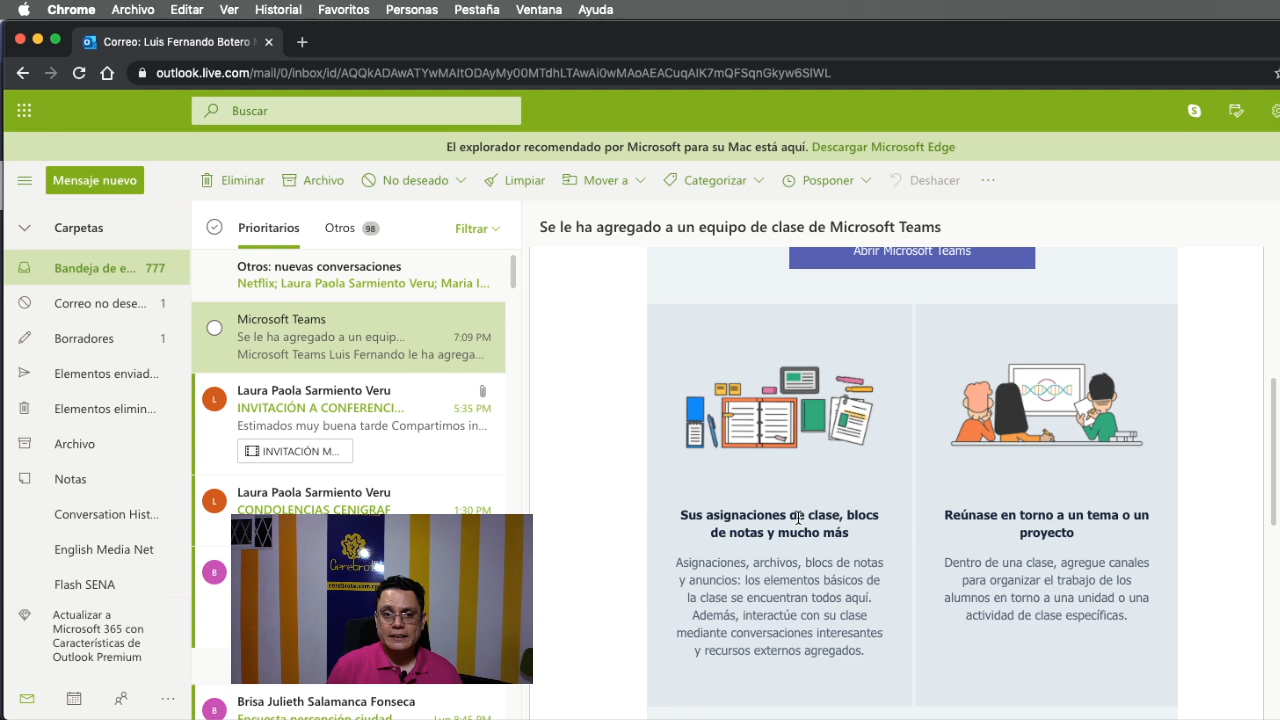 Chrome Archivo Editar Ver Historial Favoritos Personas Pestaña Ventana Ayuda
Correo: Luis Fernando Botero
outlook.live.com/mail/0/inbox/id/AQQkADAwATYwMAItODAyMy00MTdhLTAwAi0wMAoAEACuqAIK7mQFSqnGkyw6SlWL
Buscar
El explorador recomendado por Microsoft para su Mac está aquí. Descargar Microsoft Edge
Mensaje nuevo
Eliminar Archivo No deseado Limpiar Mover a Categorizar Posponer Deshacer ...
Carpetas
Bandeja de e... 777
Correo no dese... 1
Borradores 1
Elementos enviad...
Elementos elimin...
Archivo
Notas
Conversation Hist...
English Media Net
Flash SENA
Actualizar a
Microsoft 365 con
Características de
Outlook Premium
Prioritarios Otros 98 Filtrar
Otros: nuevas conversaciones
Netflix; Laura Paola Sarmiento Veru; Maria I...
Microsoft Teams
Se le ha agregado a un equip... 7:09 PM
Microsoft Teams Luis Fernando le ha agrega...
L
Laura Paola Sarmiento Veru
INVITACIÓN A CONFERENCI... 5:35 PM
Estimados muy buena tarde Compartimos in...
INVITACIÓN M...
L
Laura Paola Sarmiento Veru
CONDOLENCIAS CENIGRAF 1:30 PM
B
Cerebrote
cerebrote.com
B
Brisa Julieth Salamanca Fonseca
Encuesta percención ciudad Lun 8:45 PM
Se le ha agregado a un equipo de clase de Microsoft Teams
Abrir Microsoft Teams
Sus asignaciones de clase, blocs
de notas y mucho más
Asignaciones, archivos, blocs de notas
y anuncios: los elementos básicos de
la clase se encuentran todos aquí.
Además, interactúe con su clase
mediante conversaciones interesantes
y recursos externos agregados.
Reúnase en torno a un tema o un
proyecto
Dentro de una clase, agregue canales
para organizar el trabajo de los
alumnos en torno a una unidad o una
actividad de clase específicas.